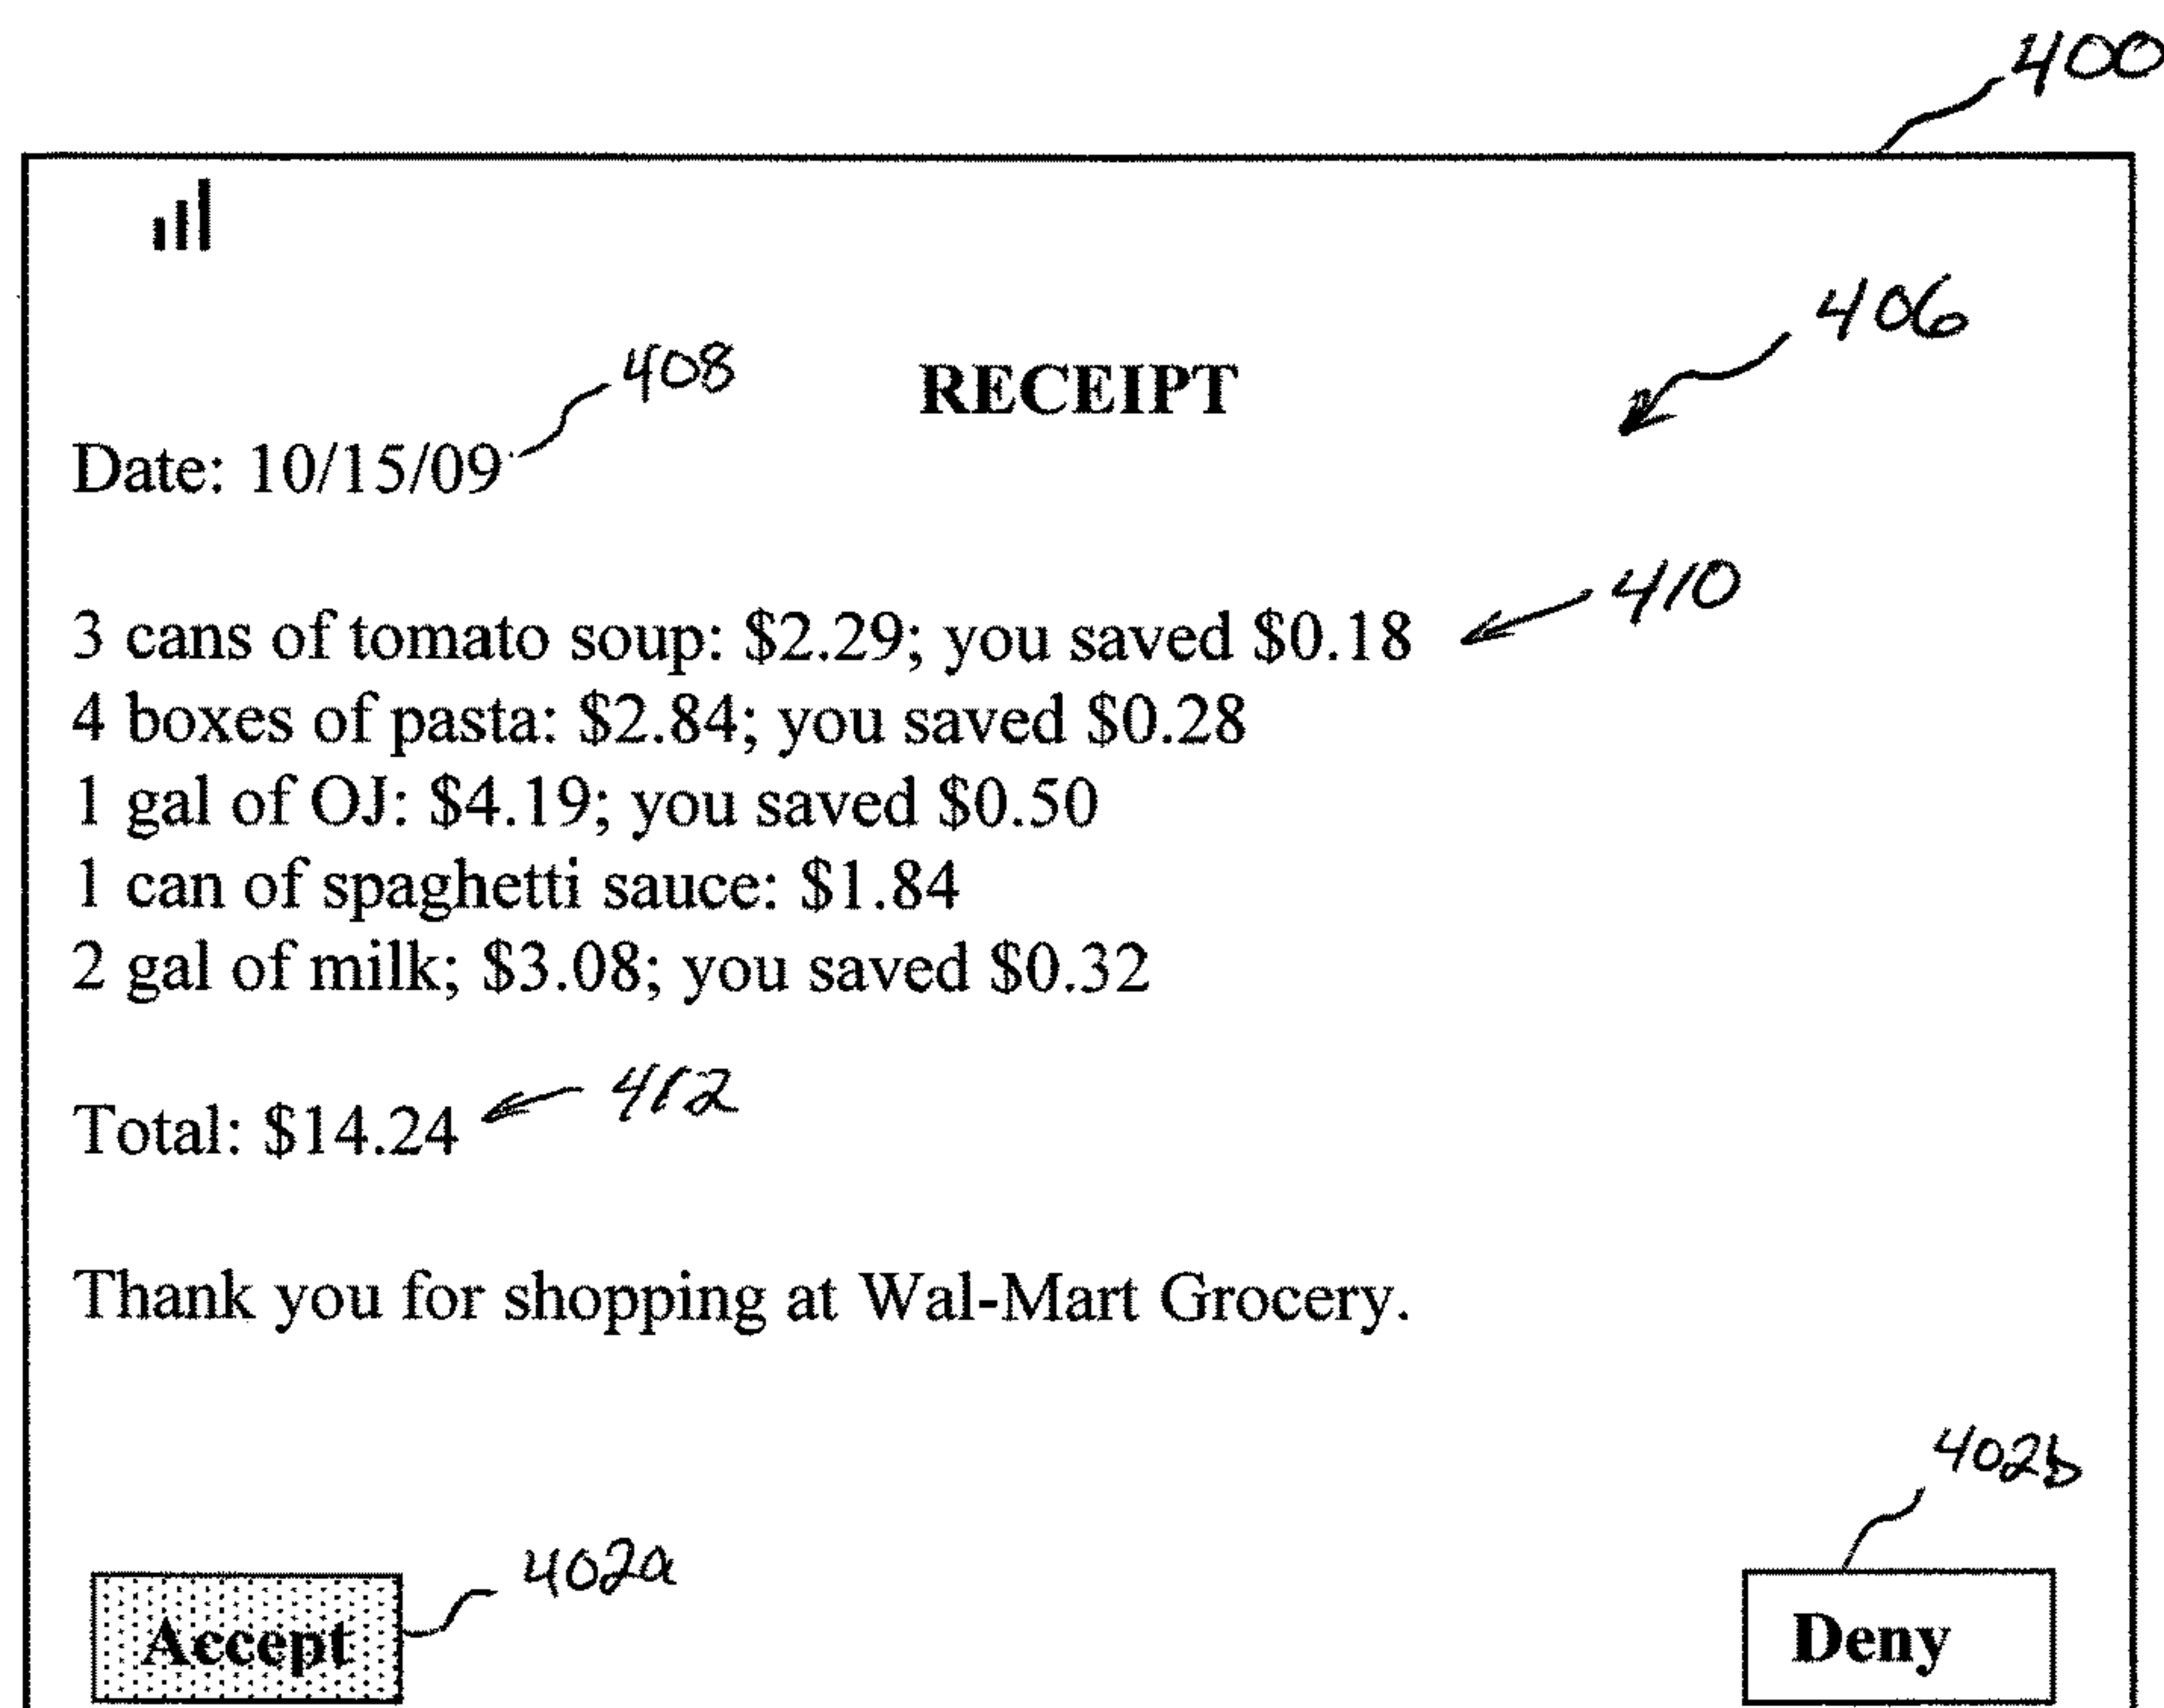 400
406
408
RECEIPT
Date: 10/15/09
410
3 cans of tomato soup: $2.29; you saved $0.18
4 boxes of pasta: $2.84; you saved $0.28
1 gal of OJ: $4.19; you saved $0.50
1 can of spaghetti sauce: $1.84
2 gal of milk; $3.08; you saved $0.32
412
Total: $14.24
Thank you for shopping at Wal-Mart Grocery.
402b
402a
Accept
Deny